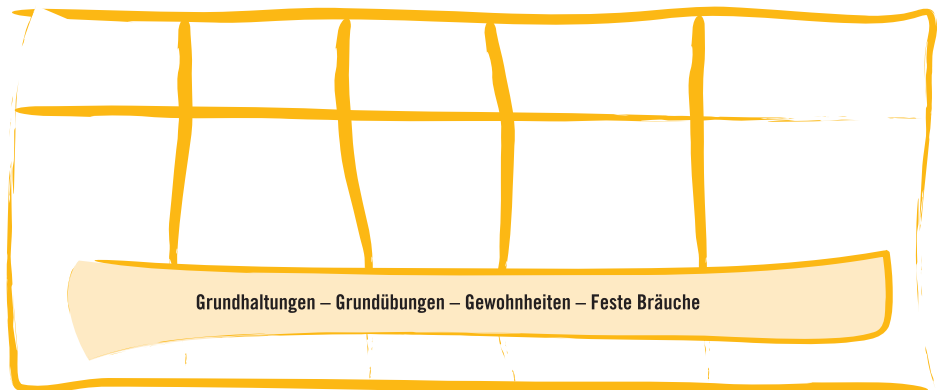 Grundhaltungen – Grundübungen – Gewohnheiten – Feste Bräuche